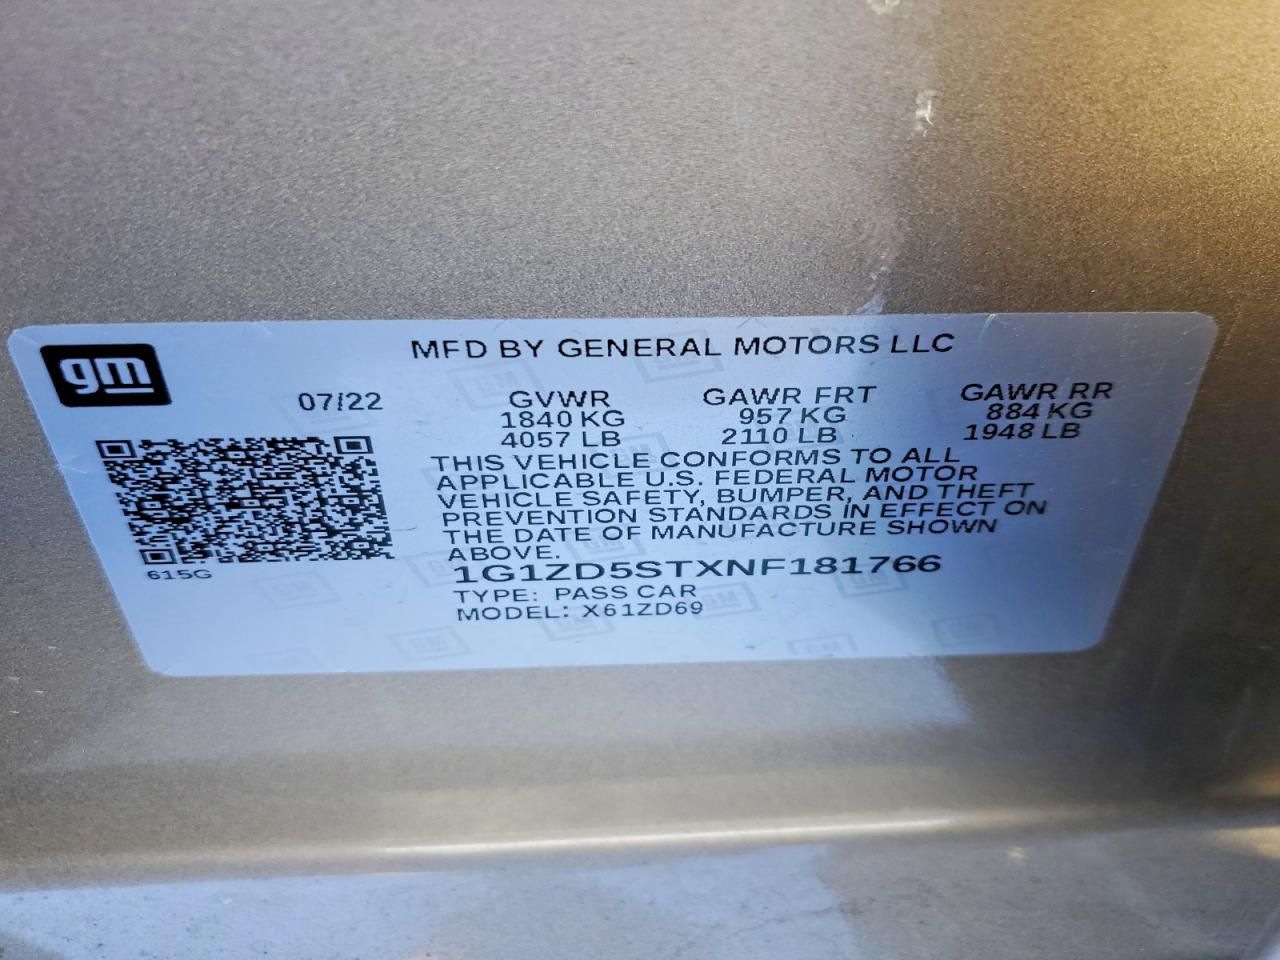 gm
MFD BY GENERAL MOTORS LLC
07/22
GVWR GAWR FRT GAWR RR
1840 KG 957 KG 884 KG
4057 LB 2110 LB 1948 LB
THIS VEHICLE CONFORMS TO ALL
APPLICABLE U.S. FEDERAL MOTOR
VEHICLE SAFETY, BUMPER, AND THEFT
PREVENTION STANDARDS IN EFFECT ON
THE DATE OF MANUFACTURE SHOWN
ABOVE.
615G
1G1ZD5STXNF181766
TYPE: PASS CAR
MODEL: X61ZD69